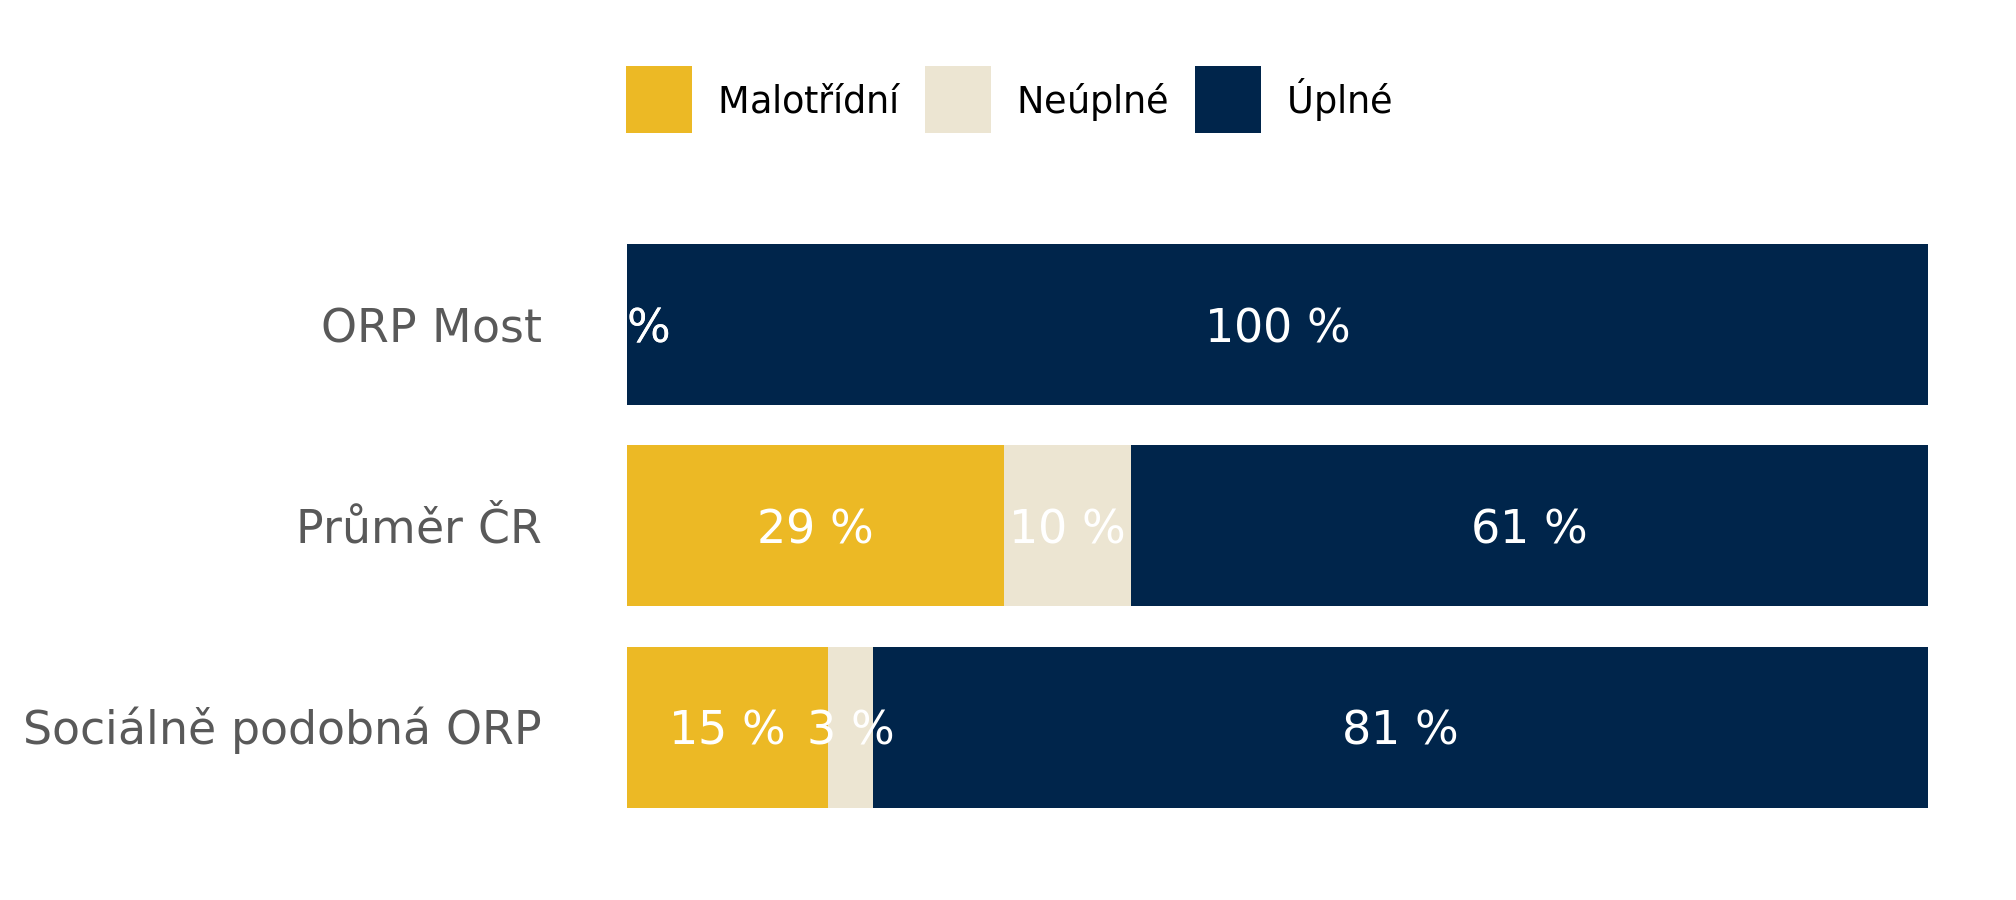 Malotřídní Neúplné Úplné
ORP Most % 100 %
Průměr ČR 29 % 10 % 61 %
Sociálně podobná ORP 15 % 3 % 81 %